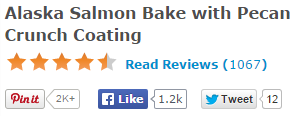 Alaska Salmon Bake with Pecan
Crunch Coating
Read Reviews (1067)
Pin it 2K+ Like 1.2k Tweet 12